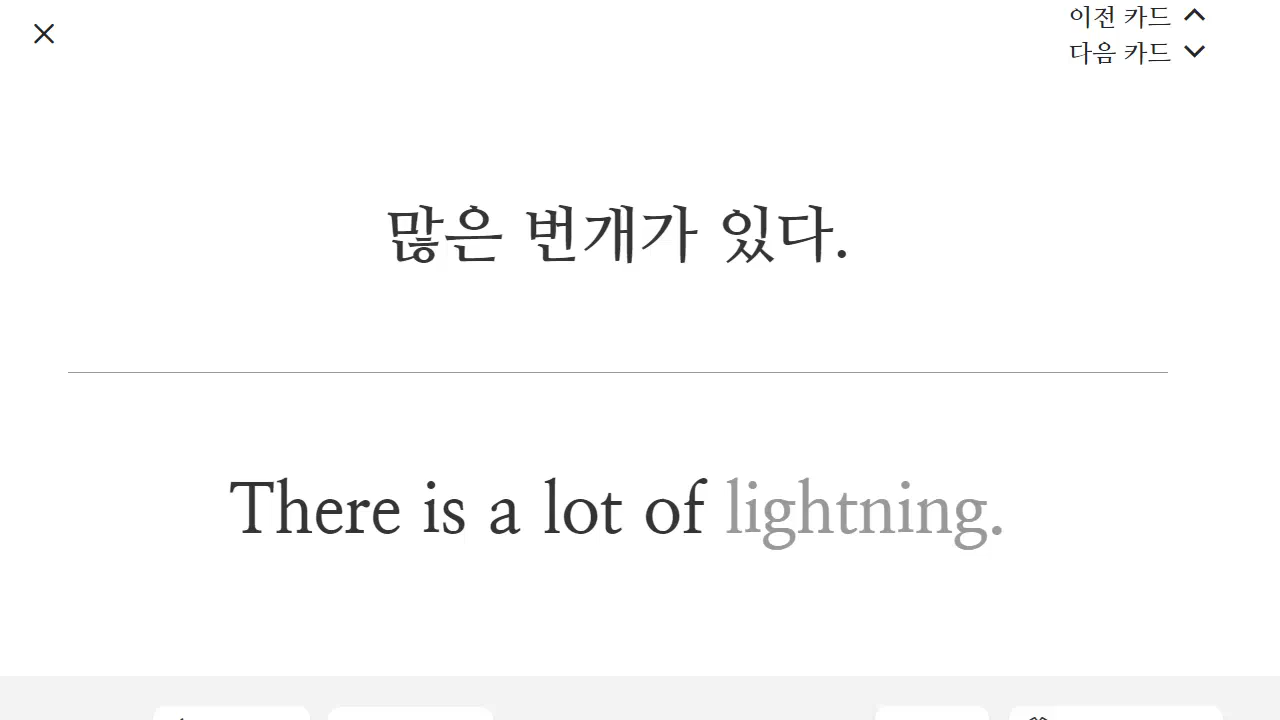 이전 카드
다음 카드
많은 번개가 있다.
There is a lot of lightning.